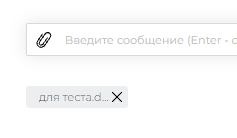 Введите сообщение (Enter - о
для теста.d...